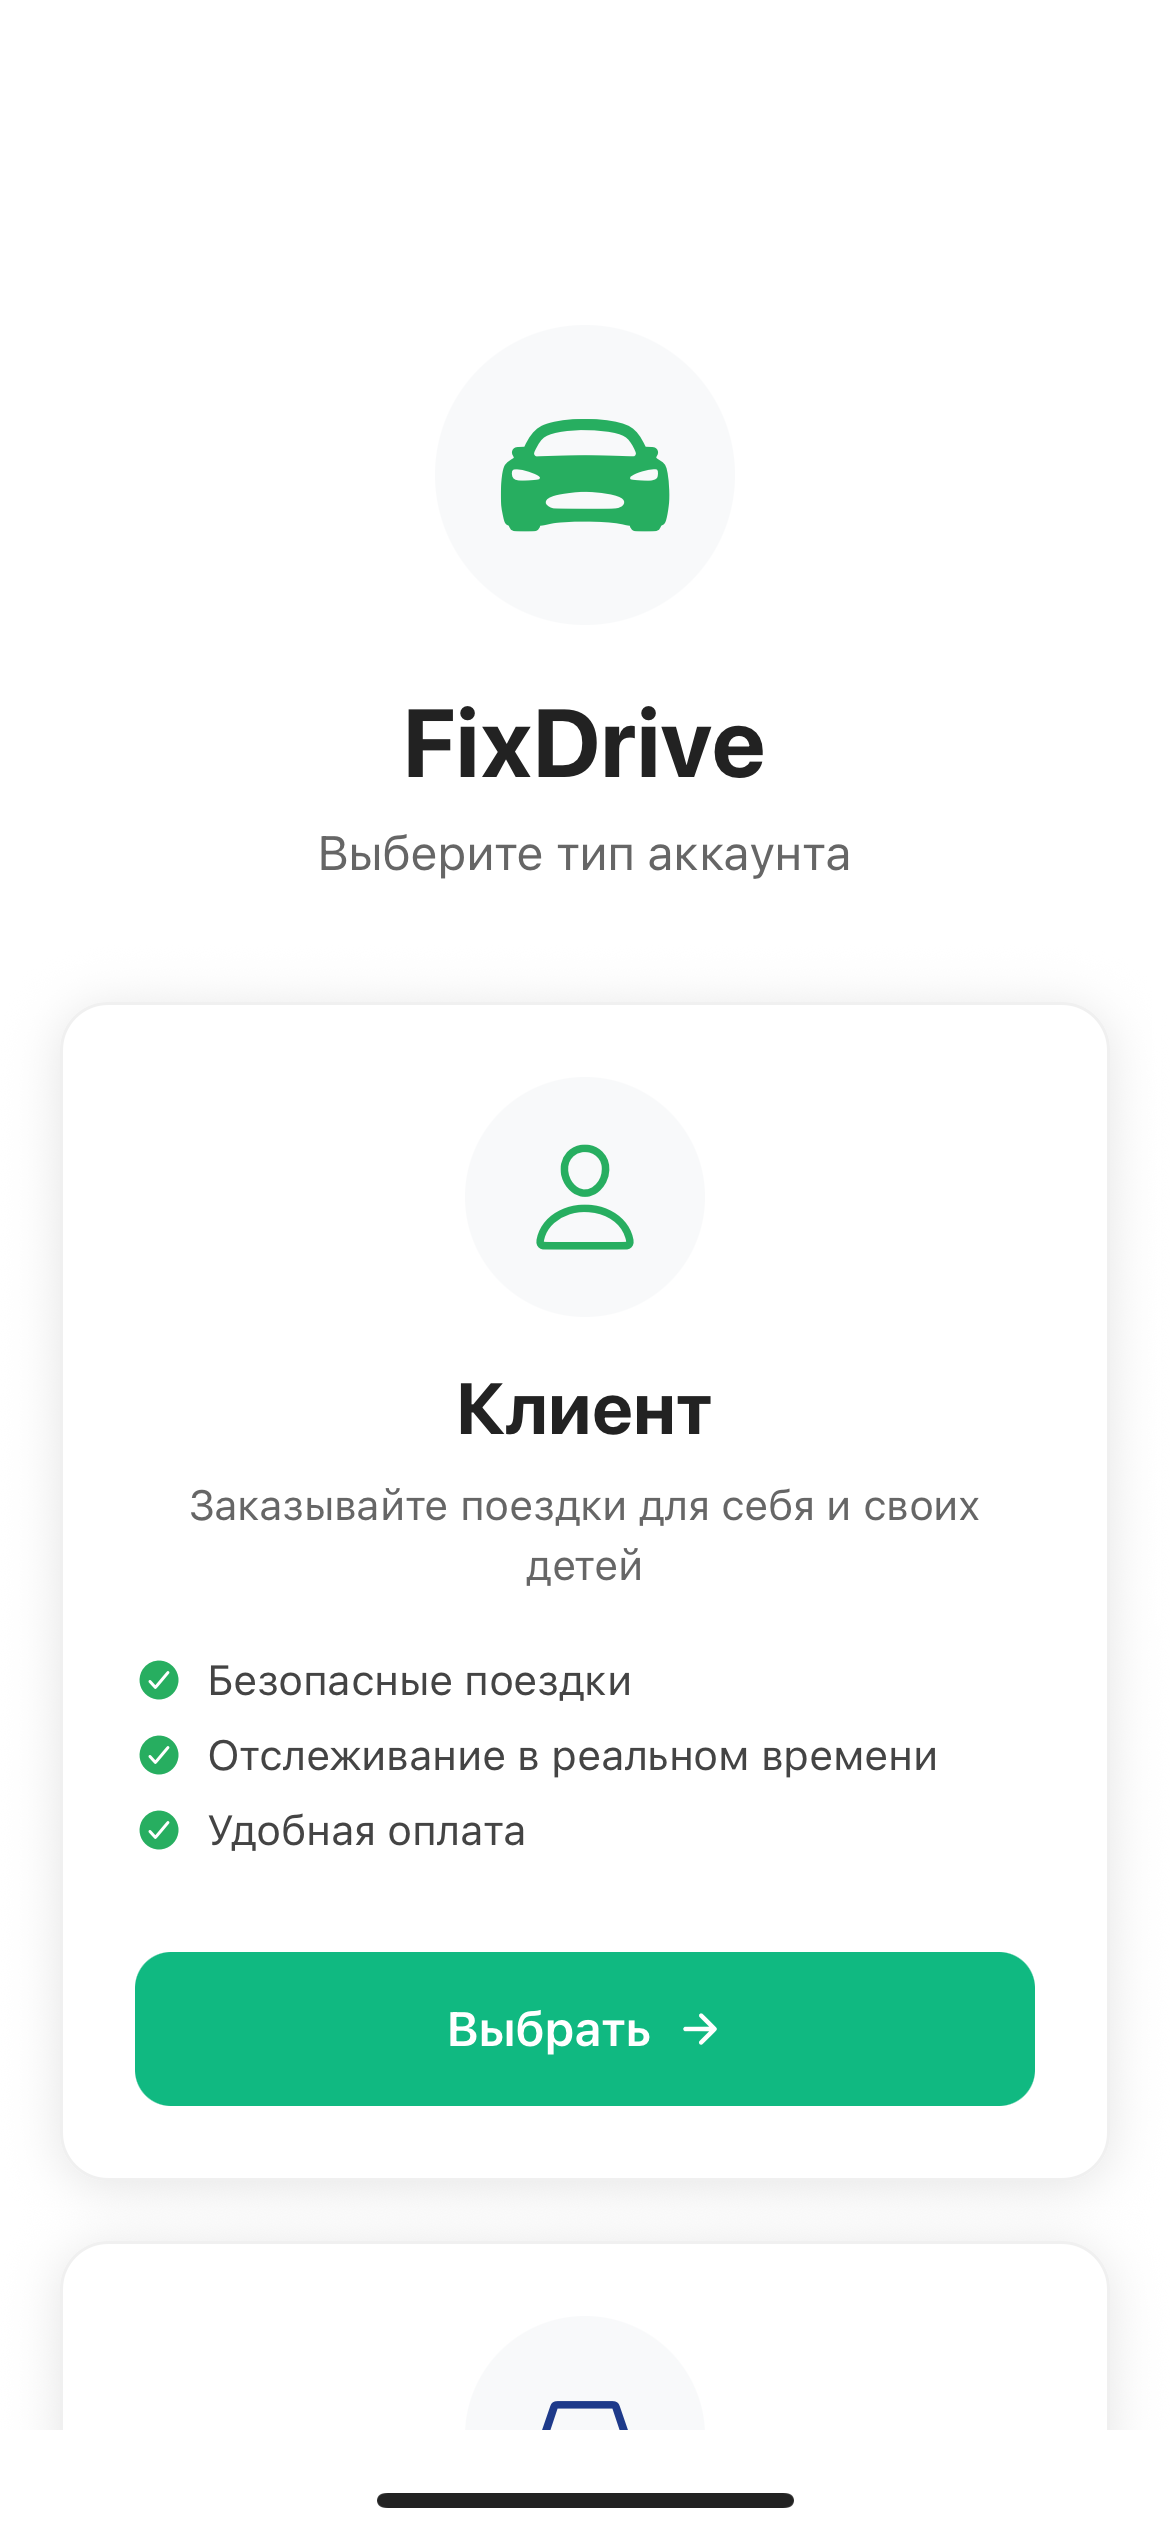 FixDrive
Выберите тип аккаунта
Клиент
Заказывайте поездки для себя и своих
детей
Безопасные поездки
Отслеживание в реальном времени
Удобная оплата
Выбрать →